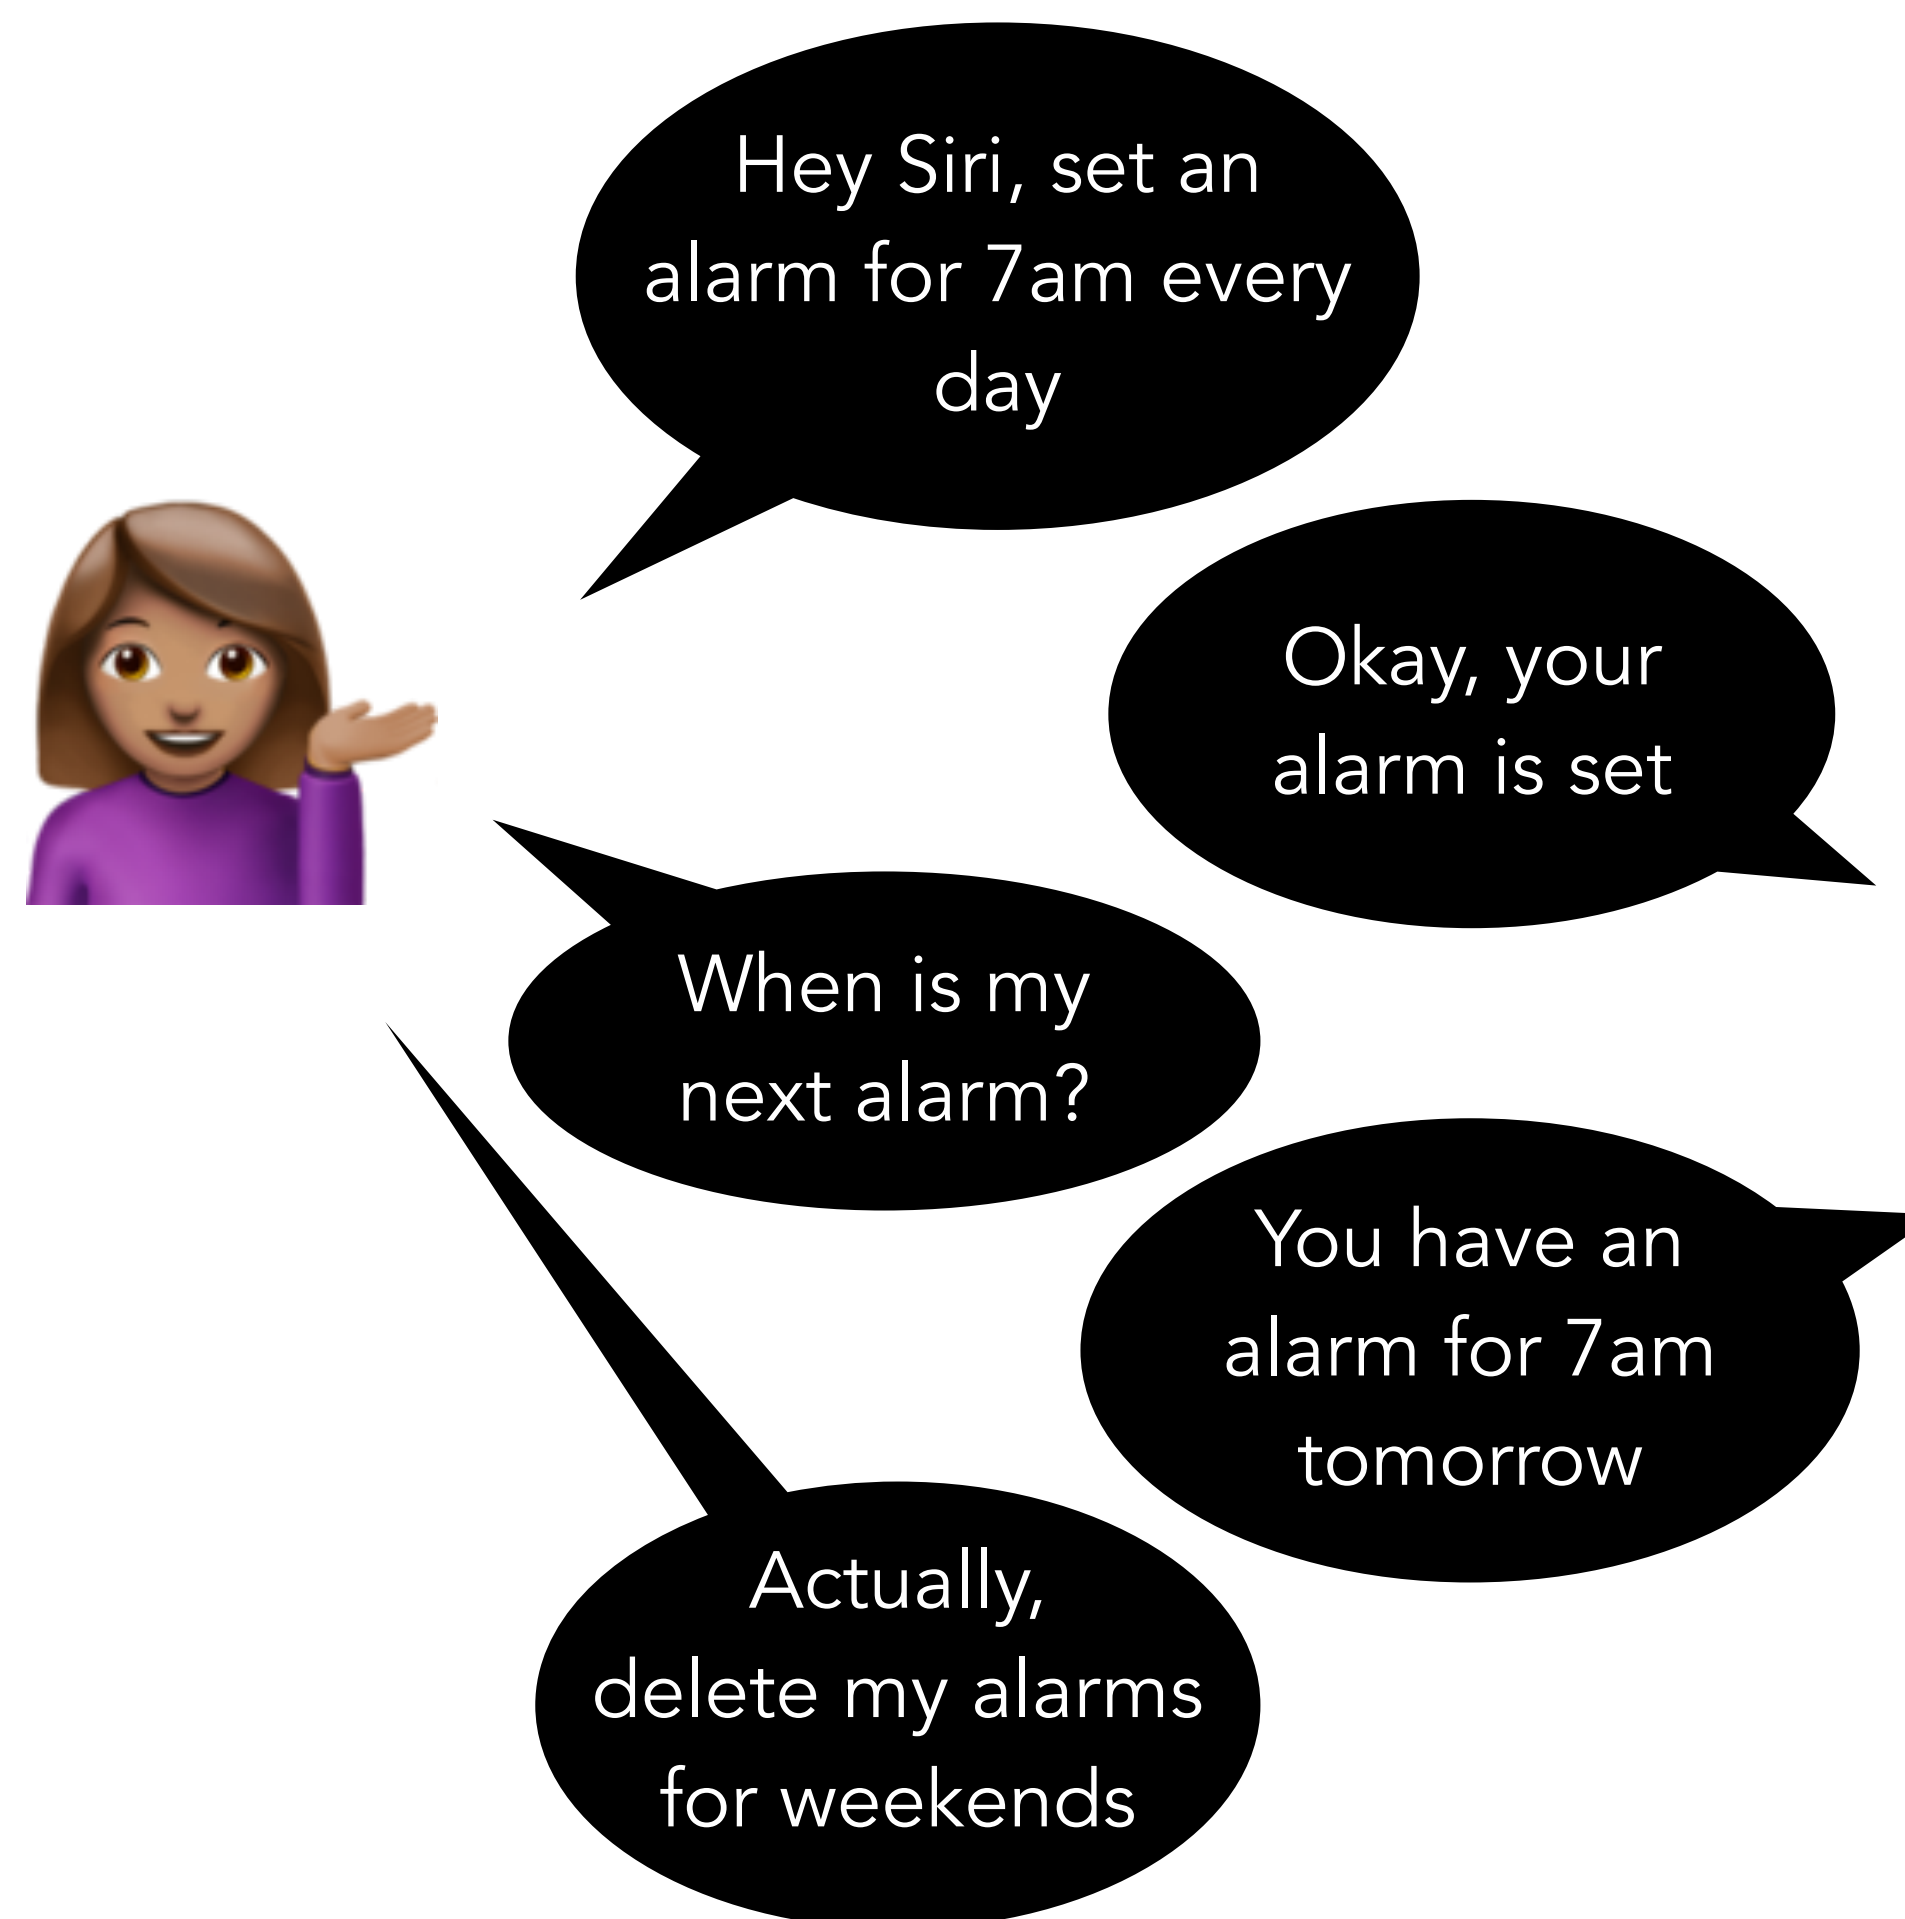 Hey Siri, set an
alarm for 7am every
day
Okay, your
alarm is set
When is my
next alarm?
You have an
alarm for 7am
tomorrow
Actually,
delete my alarms
for weekends